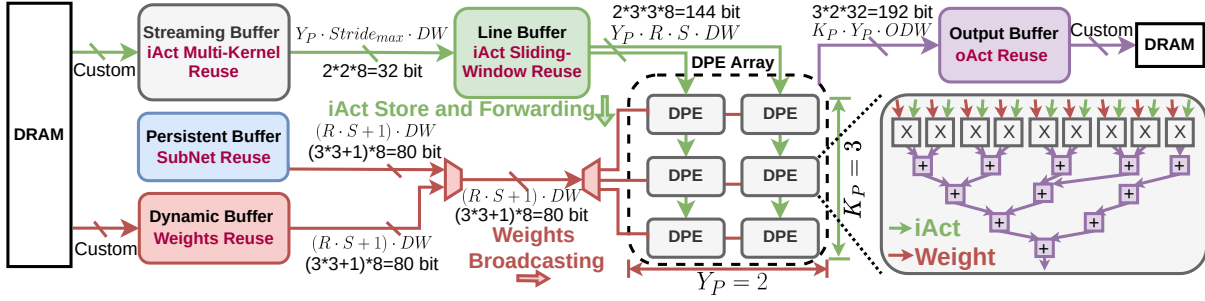 DRAM
Custom
Streaming Buffer
iAct Multi-Kernel
Reuse
Y_P · Stride_max · DW
2*2*8=32 bit
Line Buffer
iAct Sliding-
Window Reuse
2*3*3*8=144 bit
Y_P · R · S · DW
DPE Array
3*2*32=192 bit
K_P · Y_P · ODW
Output Buffer
oAct Reuse
Custom
DRAM
iAct Store and Forwarding
Persistent Buffer
SubNet Reuse
(R · S + 1) · DW
(3*3+1)*8=80 bit
Dynamic Buffer
Weights Reuse
Custom
(R · S + 1) · DW
(3*3+1)*8=80 bit
(R · S + 1) · DW
(3*3+1)*8=80 bit
Weights
Broadcasting
DPE DPE
DPE DPE
DPE DPE
K_P = 3
Y_P = 2
X X X X X X X X X
+ + + +
+ +
+ +
+
iAct
Weight